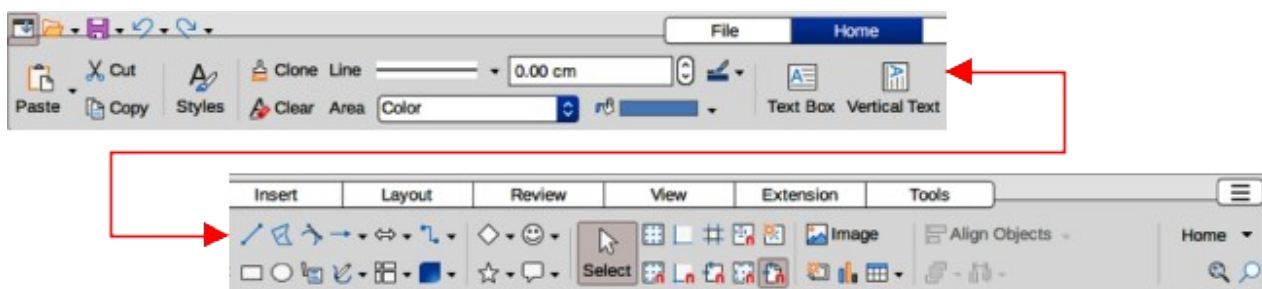 File Home
Cut Clone Line 0.00 cm
Paste Copy Styles Clear Area Color Text Box Vertical Text
Insert Layout Review View Extension Tools
Image Align Objects Home
Select